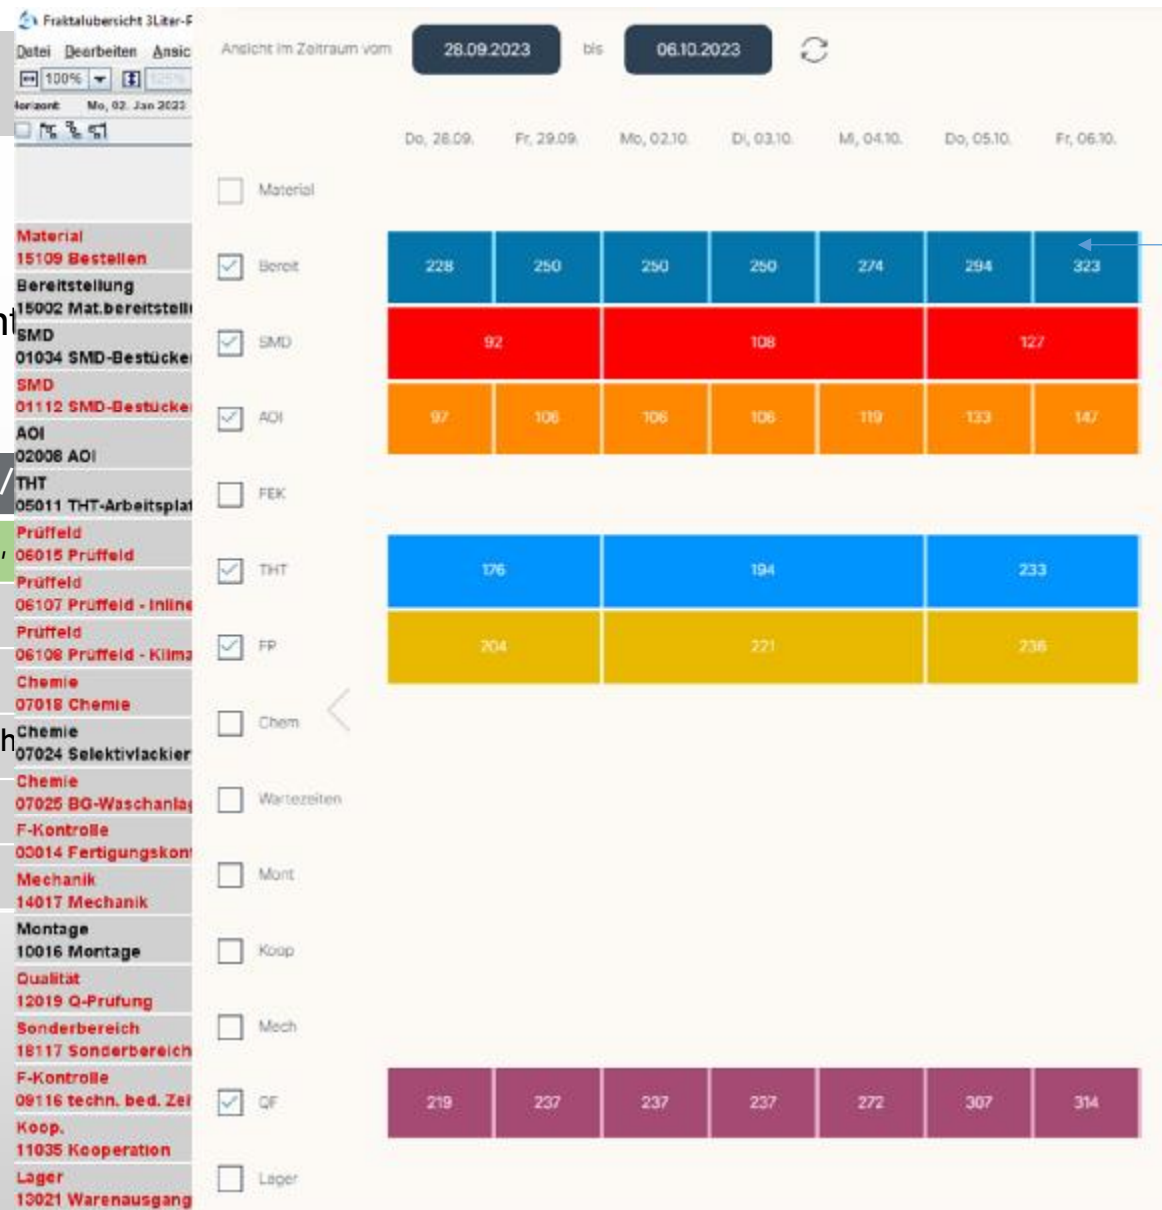 Fraktalübersicht 3Liter-F
Datei Bearbeiten Ansic
100% 125%
Horizont: Mo, 02. Jan 2023
Material
15109 Bestellen
Bereitstellung
15002 Mat.bereitstell
SMD
01034 SMD-Bestücke
SMD
01112 SMD-Bestücke
AOI
02008 AOI
THT
05011 THT-Arbeitsplat
Prüffeld
06015 Prüffeld
Prüffeld
06107 Prüffeld - Inline
Prüffeld
06108 Prüffeld - Klima
Chemie
07018 Chemie
Chemie
07024 Selektivlackier
Chemie
07025 BG-Waschanlag
F-Kontrolle
03014 Fertigungskont
Mechanik
14017 Mechanik
Montage
10016 Montage
Qualität
12019 Q-Prüfung
Sonderbereich
18117 Sonderbereich
F-Kontrolle
09116 techn. bed. Zei
Koop.
11035 Kooperation
Lager
13021 Warenausgang
Ansicht im Zeitraum vom 28.09.2023 bis 06.10.2023
Do, 28.09. Fr, 29.09. Mo, 02.10. Di, 03.10. Mi, 04.10. Do, 05.10. Fr, 06.10.
Material
Bereit 228 250 250 250 274 294 323
SMD 92 108 127
AOI 97 106 106 106 119 133 147
FEK
THT 176 194 233
FP 204 221 236
Chem
Wartezeiten
Mont
Koop
Mech
QF 219 237 237 237 272 307 314
Lager